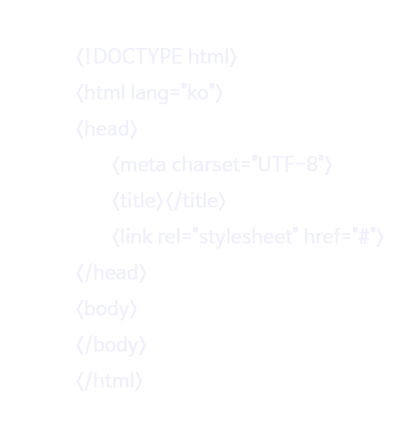 <!DOCTYPE html>
<html lang="ko">
<head>
<meta charset="UTF-8">
<title></title>
<link rel="stylesheet" href="#">
</head>
<body>
</body>
</html>